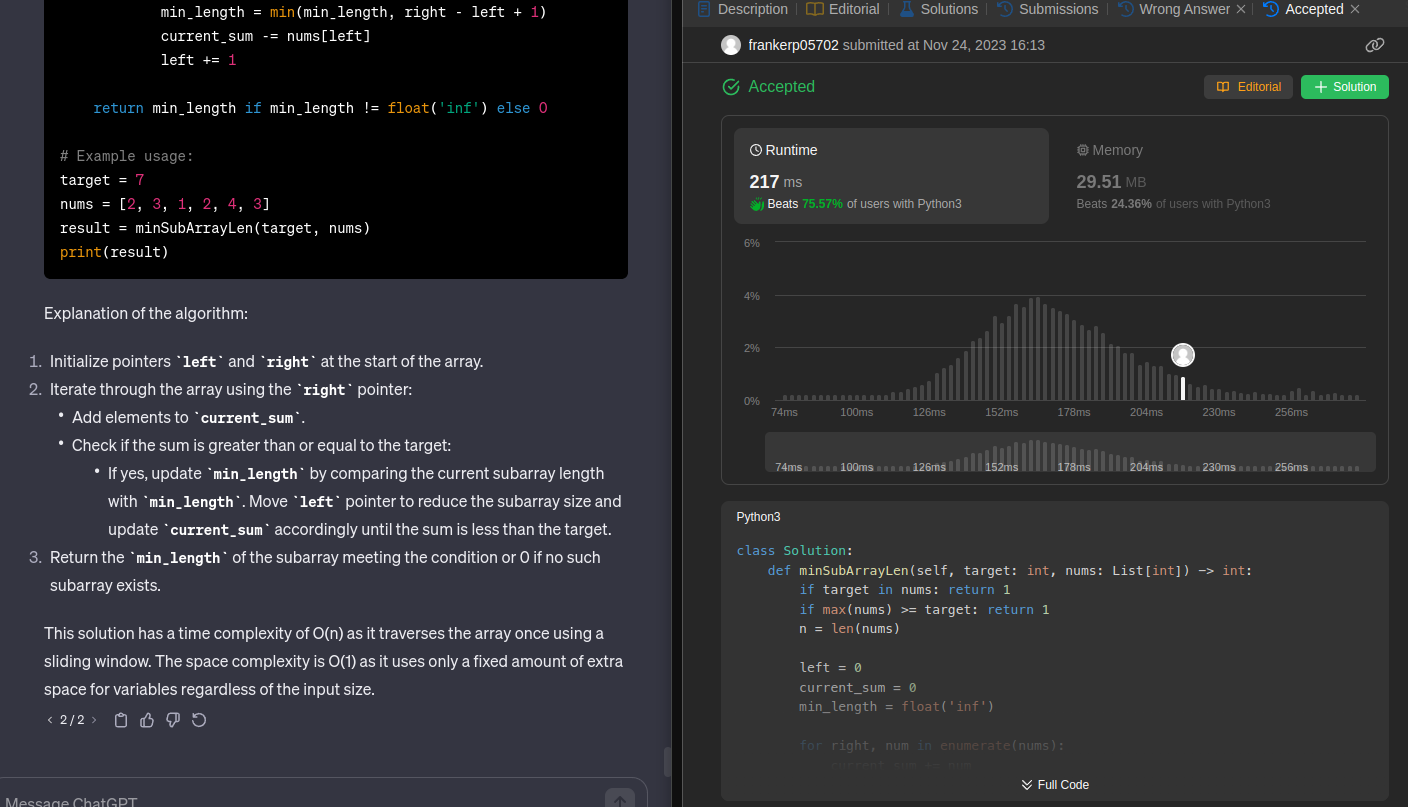 min_length = min(min_length, right - left + 1)
current_sum -= nums[left]
left += 1
return min_length if min_length != float('inf') else 0
# Example usage:
target = 7
nums = [2, 3, 1, 2, 4, 3]
result = minSubArrayLen(target, nums)
print(result)
Explanation of the algorithm:
1. Initialize pointers `left` and `right` at the start of the array.
2. Iterate through the array using the `right` pointer:
• Add elements to `current_sum`.
• Check if the sum is greater than or equal to the target:
• If yes, update `min_length` by comparing the current subarray length
with `min_length`. Move `left` pointer to reduce the subarray size and
update `current_sum` accordingly until the sum is less than the target.
3. Return the `min_length` of the subarray meeting the condition or 0 if no such
subarray exists.
This solution has a time complexity of O(n) as it traverses the array once using a
sliding window. The space complexity is O(1) as it uses only a fixed amount of extra
space for variables regardless of the input size.
2 / 2
Message ChatGPT
Description Editorial Solutions Submissions Wrong Answer Accepted
frankerp05702 submitted at Nov 24, 2023 16:13
Accepted
Editorial
Solution
Runtime
217 ms
Beats 75.57% of users with Python3
Memory
29.51 MB
Beats 24.36% of users with Python3
6%
4%
2%
0%
74ms 100ms 126ms 152ms 178ms 204ms 230ms 256ms
74ms 100ms 126ms 152ms 178ms 204ms 230ms 256ms
Python3
class Solution:
def minSubArrayLen(self, target: int, nums: List[int]) -> int:
if target in nums: return 1
if max(nums) >= target: return 1
n = len(nums)
left = 0
current_sum = 0
min_length = float('inf')
for right, num in enumerate(nums):
current_sum += num
Full Code